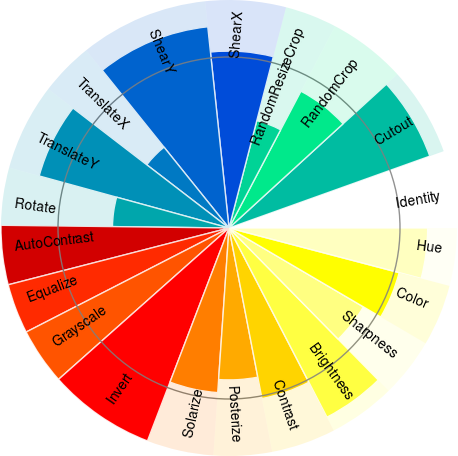 ShearX
RandomResizeCrop
RandomCrop
Cutout
Identity
Hue
Color
Sharpness
Brightness
Contrast
Posterize
Solarize
Invert
Grayscale
Equalize
AutoContrast
Rotate
TranslateY
TranslateX
ShearY